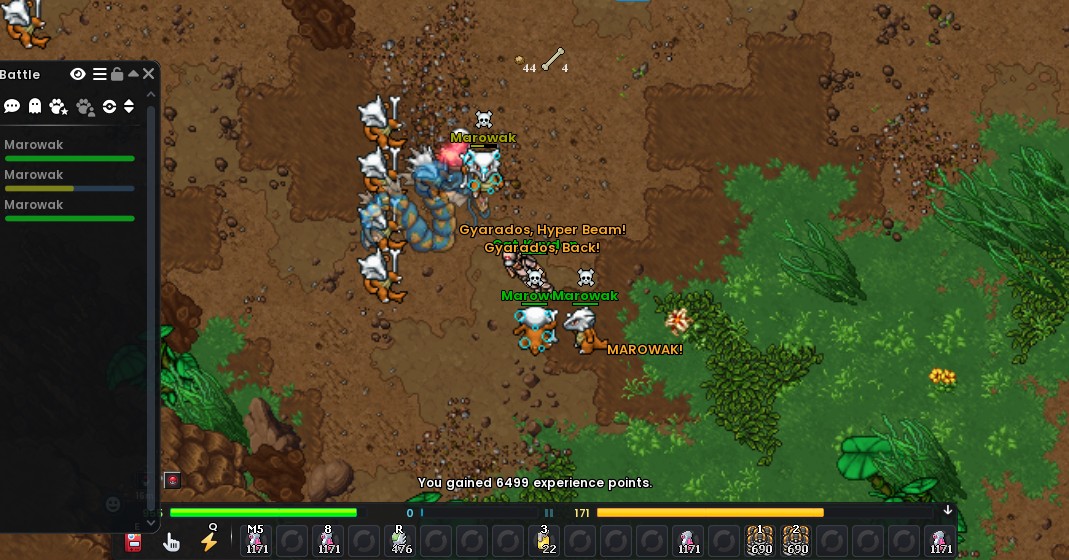 Battle
Marowak
Marowak
Marowak
44
4
Marowak
Gyarados, Hyper Beam!
Gyarados, Back!
Marow
Marowak
MAROWAK!
You gained 6499 experience points.
0
171
E
Q
M5
1171
8
1171
R
476
3
22
1171
1
690
2
690
1171